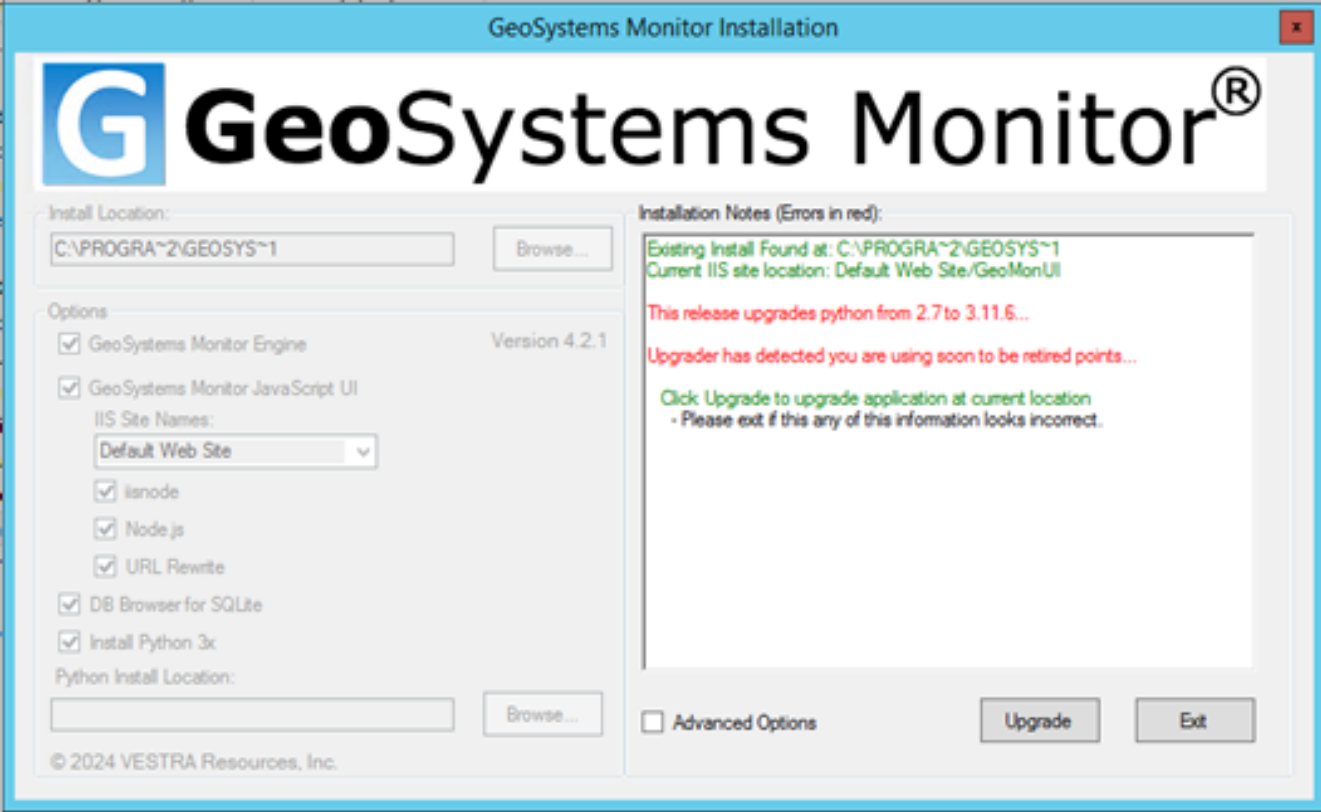 GeoSystems Monitor Installation
x
G GeoSystems Monitor®
Install Location:
C:\PROGRA~2\GEOSYS~1
Browse...
Options
GeoSystems Monitor Engine
Version 4.2.1
GeoSystems Monitor JavaScript UI
IIS Site Names:
Default Web Site
iisnode
Node.js
URL Rewrite
DB Browser for SQLite
Install Python 3x
Python Install Location:
Browse...
© 2024 VESTRA Resources, Inc.
Installation Notes (Errors in red):
Existing Install Found at: C:\PROGRA~2\GEOSYS~1
Current IIS site location: Default Web Site/GeoMonUI
This release upgrades python from 2.7 to 3.11.6...
Upgrader has detected you are using soon to be retired points...
Click Upgrade to upgrade application at current location
- Please exit if this any of this information looks incorrect.
Advanced Options
Upgrade
Exit